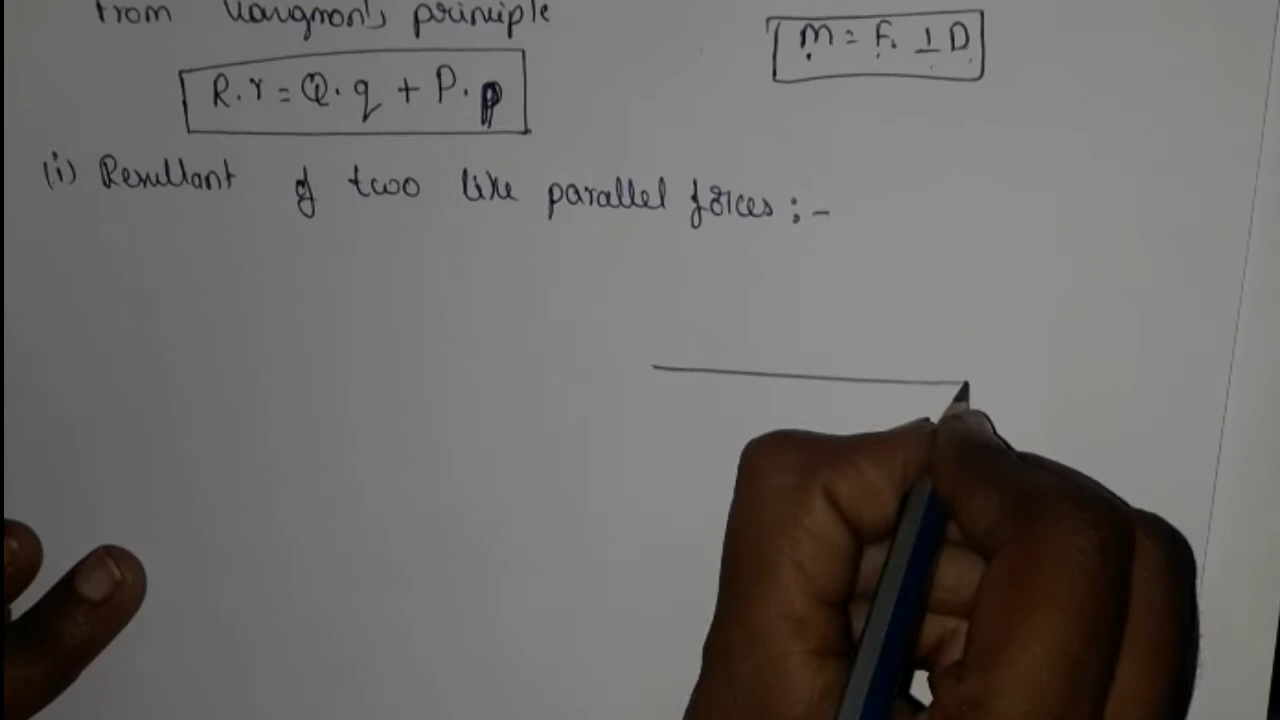 from Varignon's principle
M = F. ⊥ D
R.r = Q.q + P.p
(i) Resultant of two like parallel forces :-